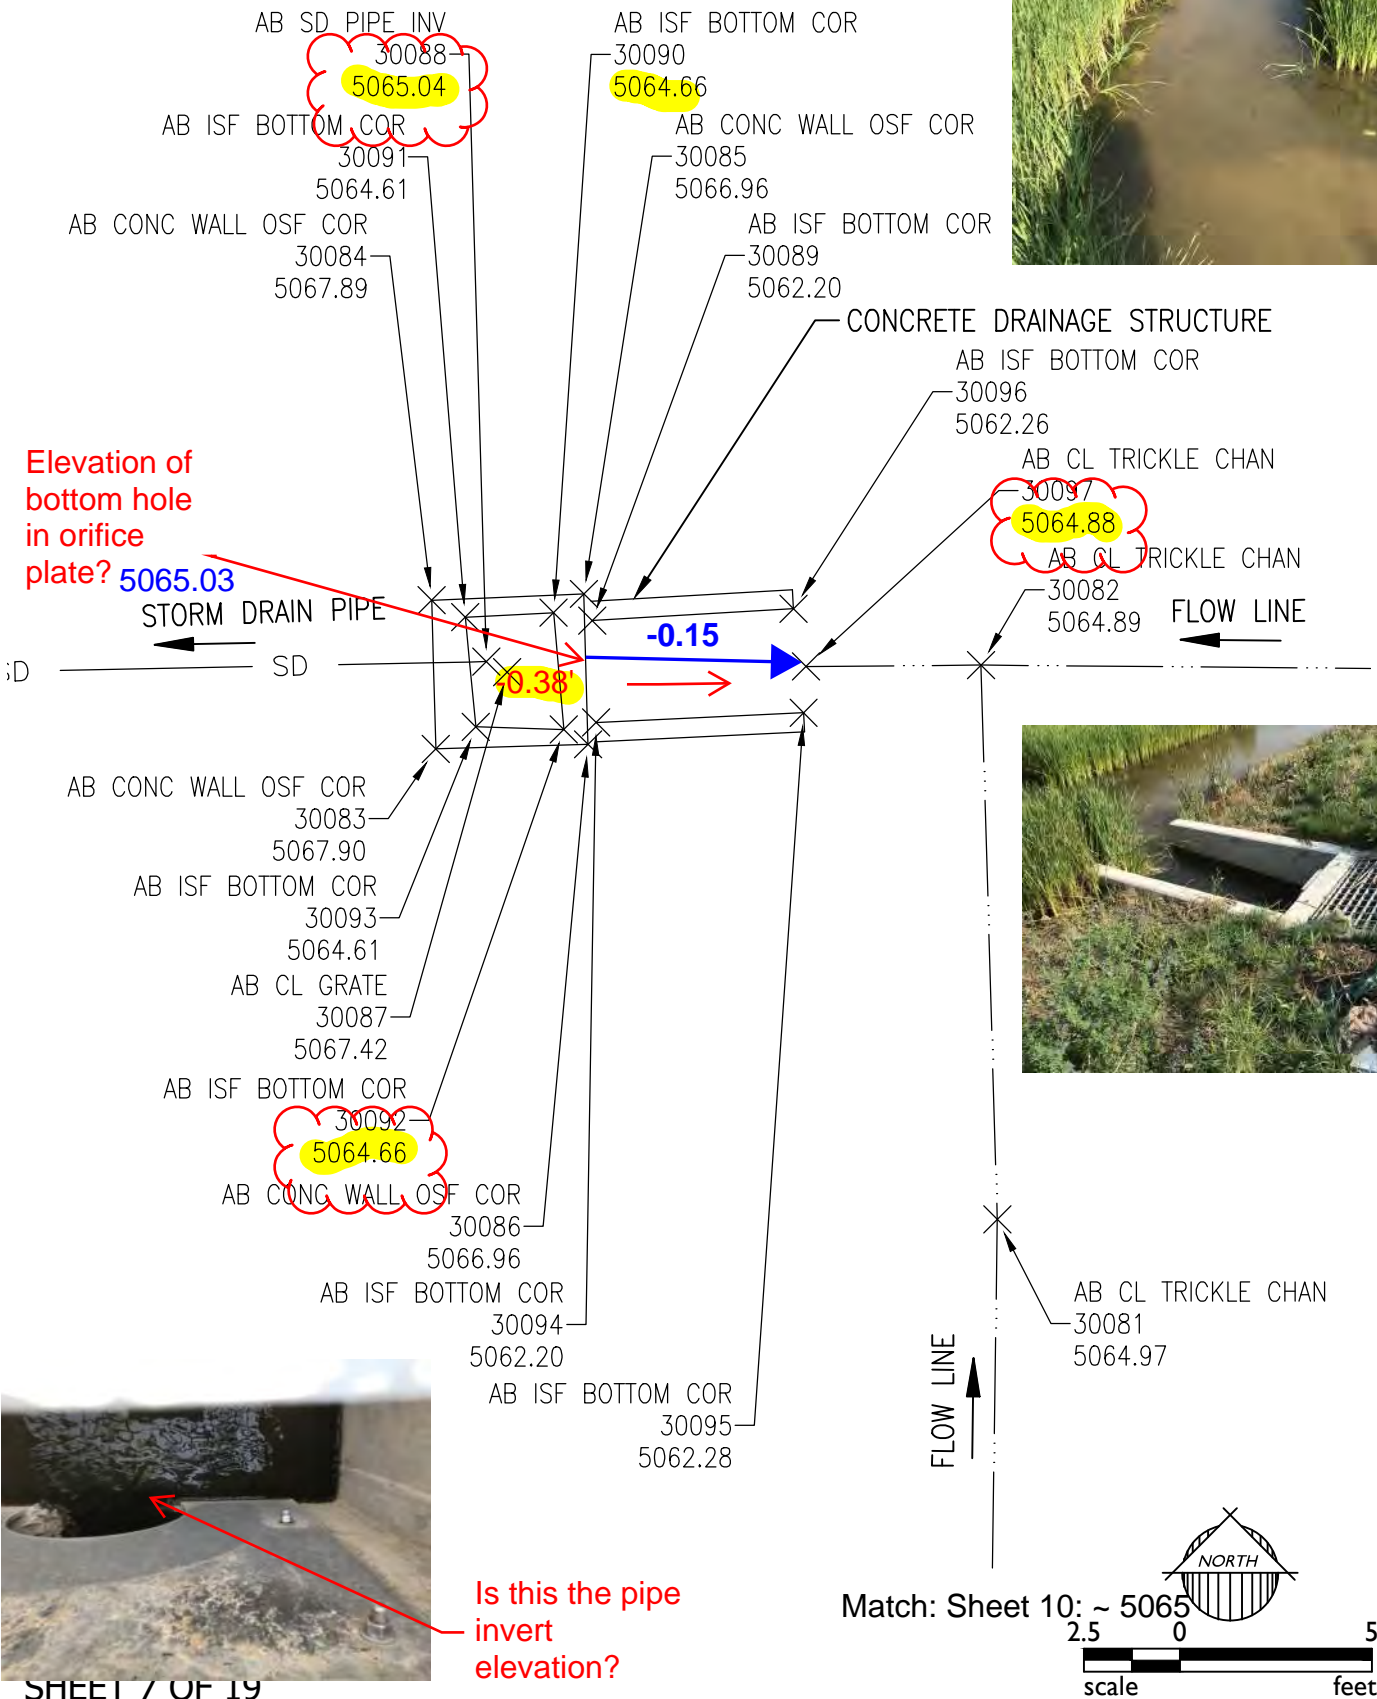 AB SD PIPE INV
30088
5065.04
AB ISF BOTTOM COR
30090
5064.66
AB ISF BOTTOM COR
30091
5064.61
AB CONC WALL OSF COR
30085
5066.96
AB CONC WALL OSF COR
30084
5067.89
AB ISF BOTTOM COR
30089
5062.20
CONCRETE DRAINAGE STRUCTURE
AB ISF BOTTOM COR
30096
5062.26
Elevation of
bottom hole
in orifice
plate? 5065.03
AB CL TRICKLE CHAN
30097
5064.88
AB CL TRICKLE CHAN
30082
5064.89
FLOW LINE
STORM DRAIN PIPE
SD
SD
-0.15
-0.38'
AB CONC WALL OSF COR
30083
5067.90
AB ISF BOTTOM COR
30093
5064.61
AB CL GRATE
30087
5067.42
AB ISF BOTTOM COR
30092
5064.66
AB CONC WALL OSF COR
30086
5066.96
AB ISF BOTTOM COR
30094
5062.20
AB ISF BOTTOM COR
30095
5062.28
AB CL TRICKLE CHAN
30081
5064.97
FLOW LINE
NORTH
Is this the pipe
invert
elevation?
Match: Sheet 10: ~ 5065
2.5 0 5
scale feet
SHEET 7 OF 19